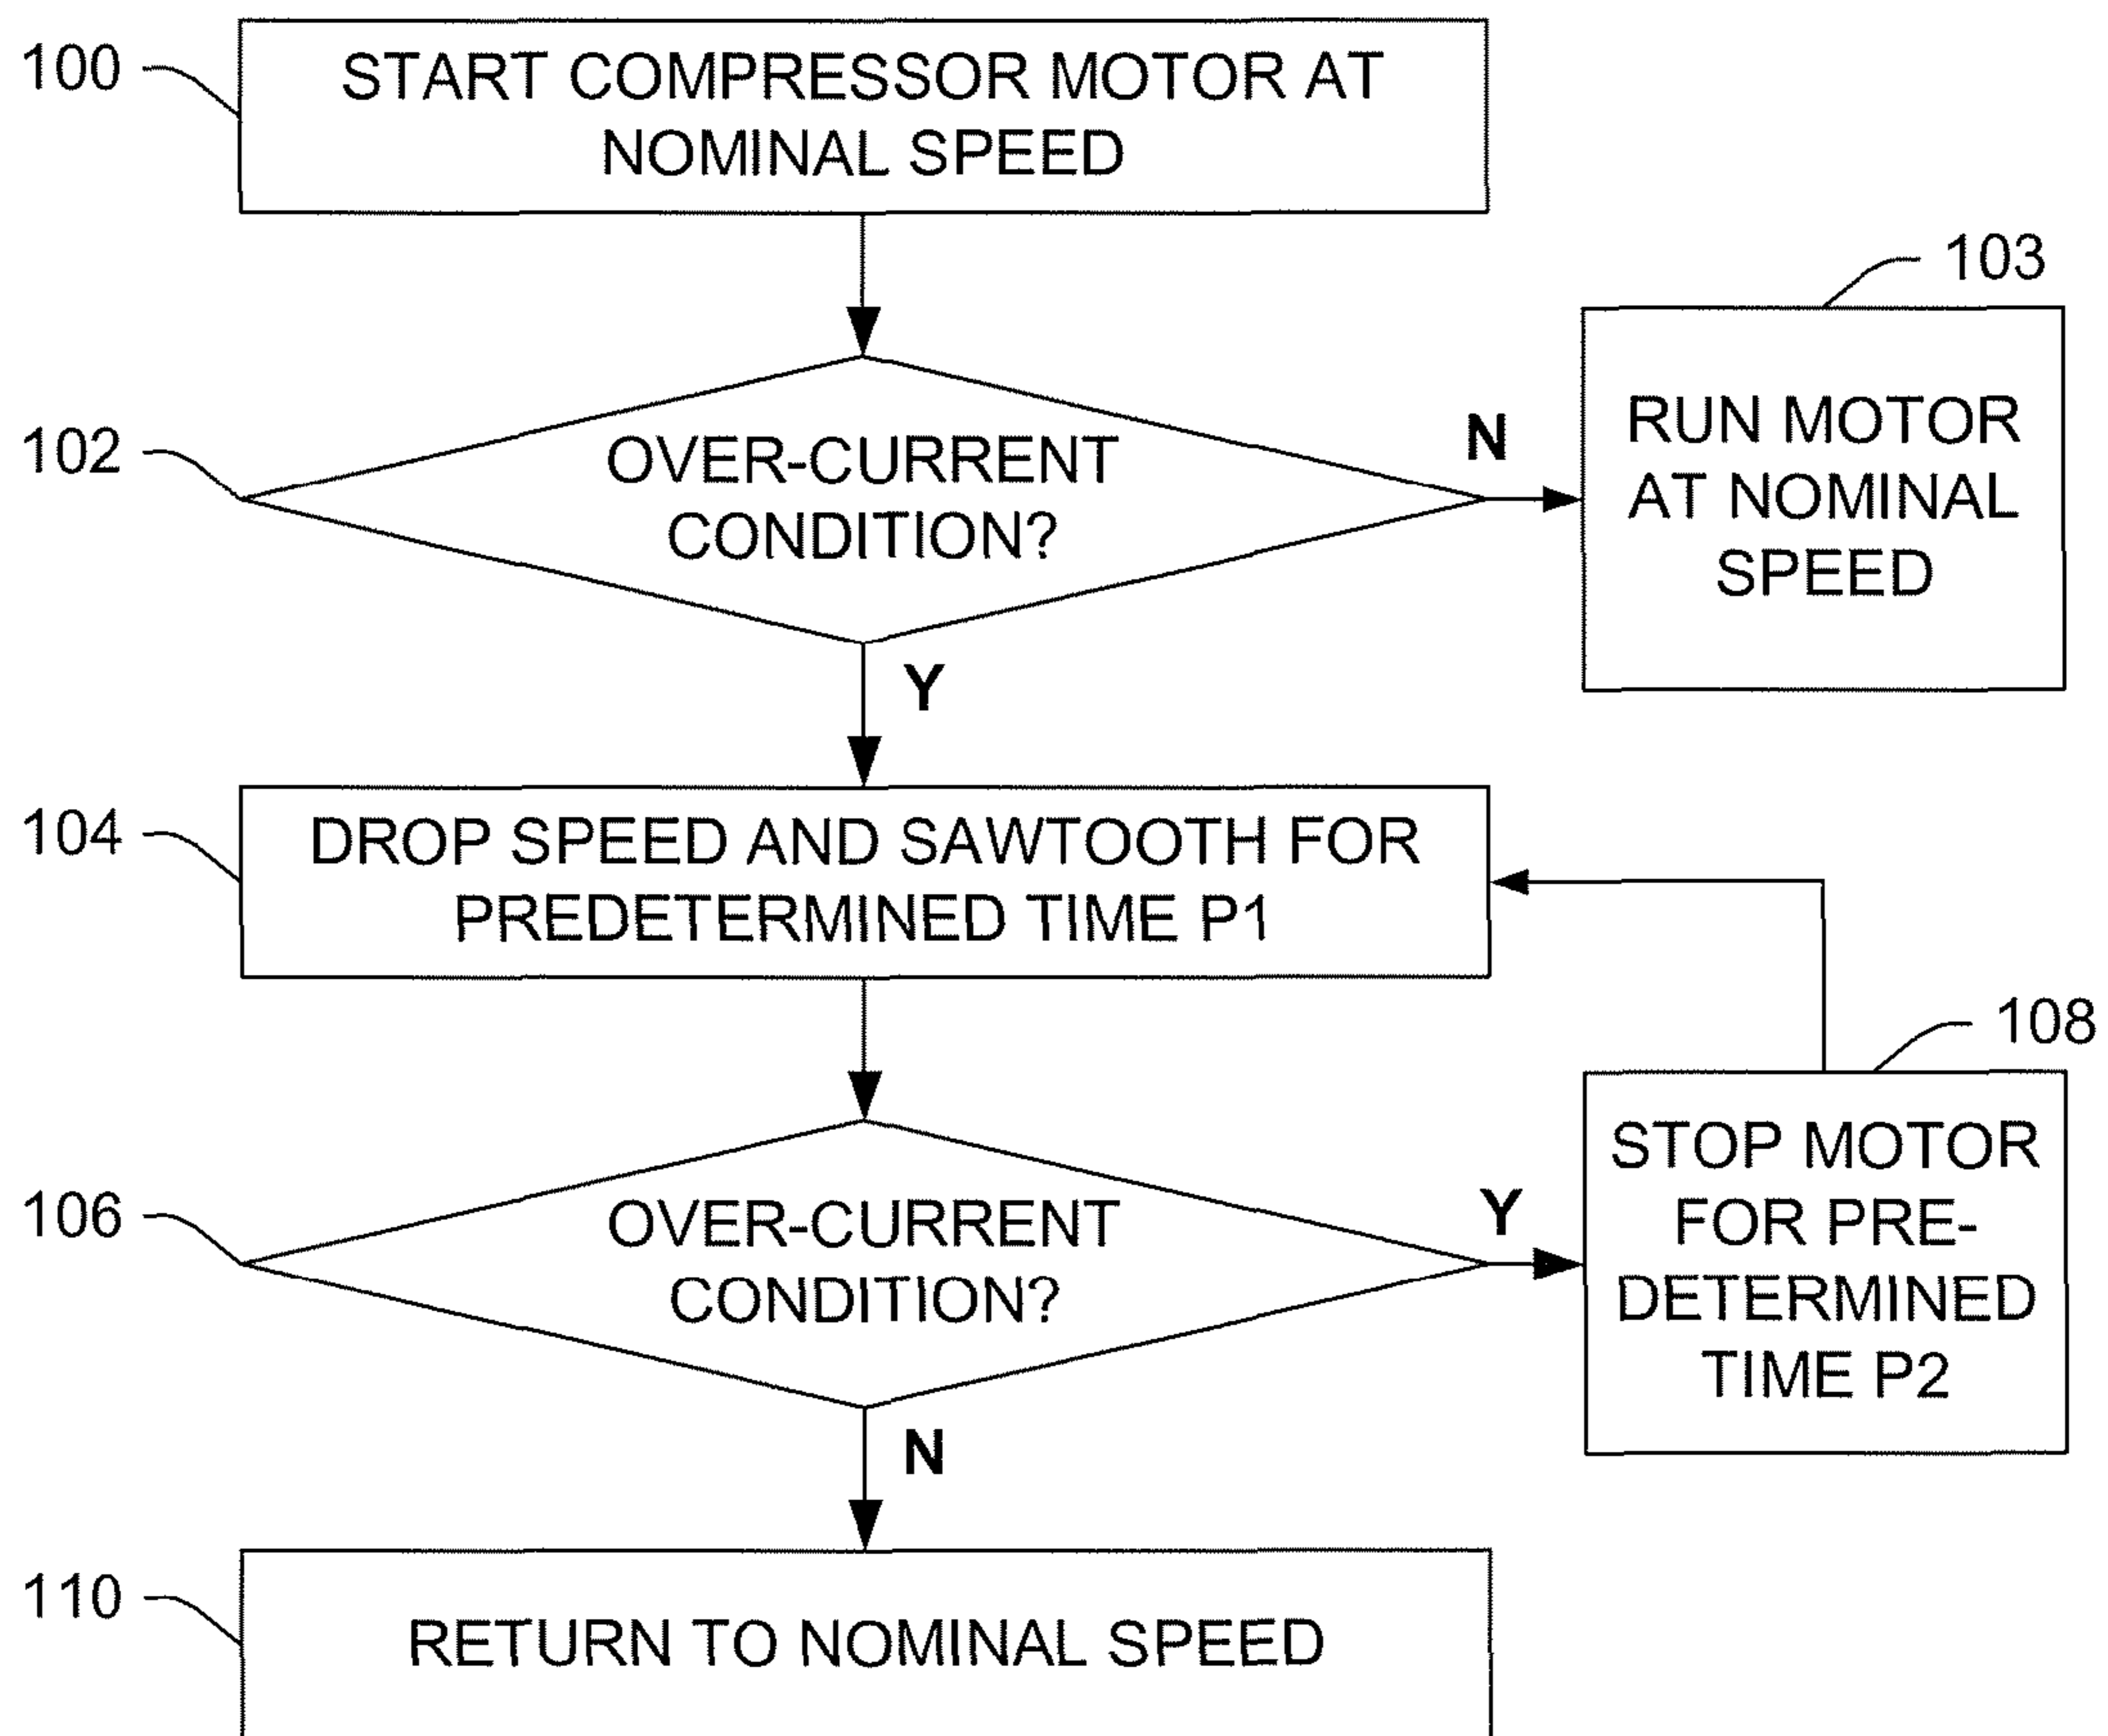 100
START COMPRESSOR MOTOR AT
NOMINAL SPEED
103
102
OVER-CURRENT
CONDITION?
N
RUN MOTOR
AT NOMINAL
SPEED
Y
104
DROP SPEED AND SAWTOOTH FOR
PREDETERMINED TIME P1
108
106
OVER-CURRENT
CONDITION?
Y
STOP MOTOR
FOR PRE-
DETERMINED
TIME P2
N
110
RETURN TO NOMINAL SPEED